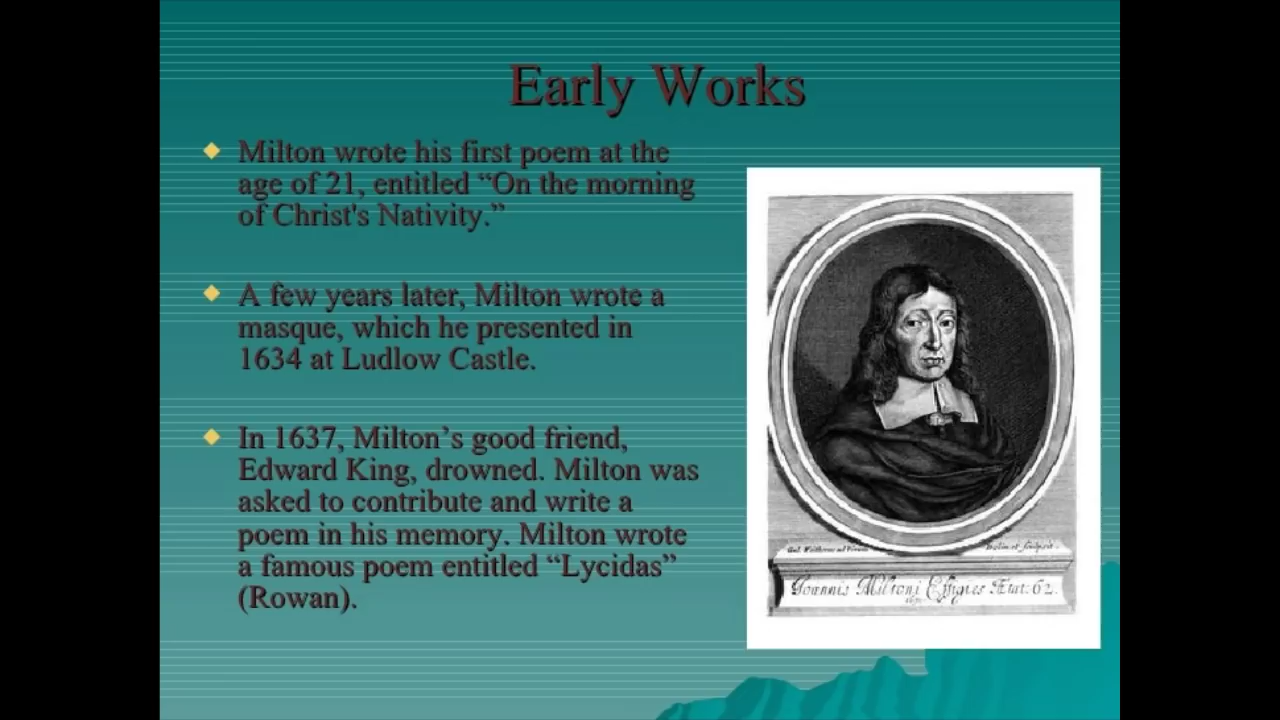 Early Works
Milton wrote his first poem at the
age of 21, entitled “On the morning
of Christ's Nativity.”
A few years later, Milton wrote a
masque, which he presented in
1634 at Ludlow Castle.
In 1637, Milton’s good friend,
Edward King, drowned. Milton was
asked to contribute and write a
poem in his memory. Milton wrote
a famous poem entitled “Lycidas”
(Rowan).
Joannis Miltoni Effigies Ætat: 62.